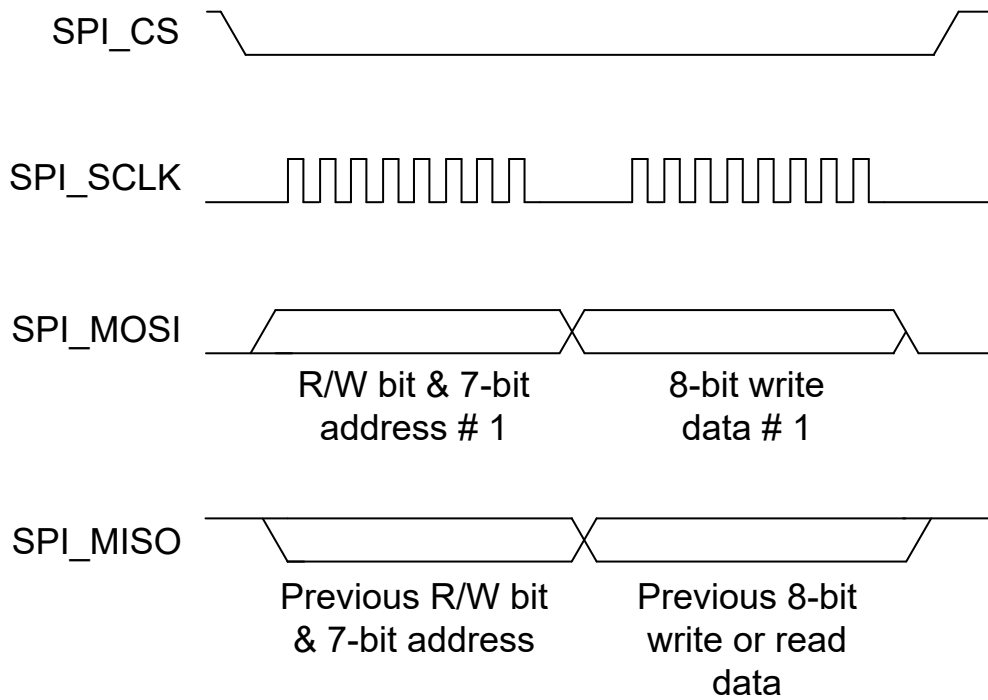 SPI_CS
SPI_SCLK
SPI_MOSI
R/W bit & 7-bit
address # 1
8-bit write
data # 1
SPI_MISO
Previous R/W bit
& 7-bit address
Previous 8-bit
write or read
data